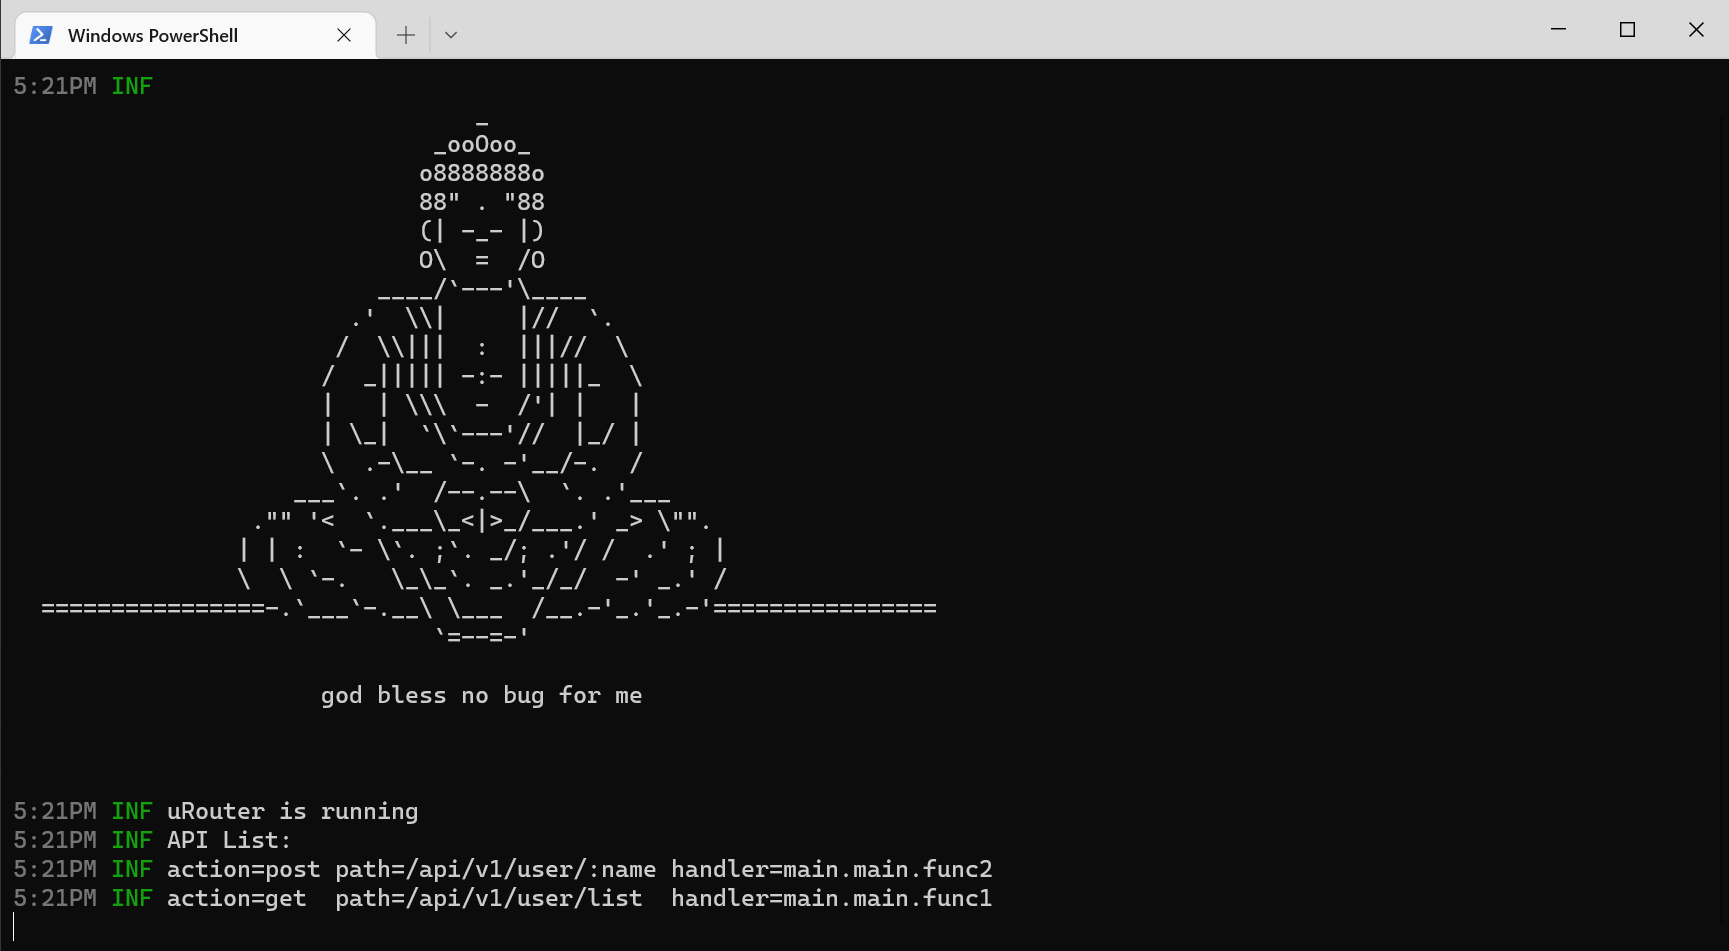 Windows PowerShell
5:21PM INF
                                 _
                              _ooOoo_
                             o8888888o
                             88" . "88
                             (| -_- |)
                             O\  =  /O
                          ____/`---'\____
                        .'  \\|     |//  `.
                       /  \\|||  :  |||//  \
                      /  _||||| -:- |||||_  \
                      |   | \\\  -  /'| |   |
                      | \_|  `\`---'//  |_/ |
                      \  .-\__ `-. -'__/-.  /
                    ___`. .'  /--.--\  `. .'___
                 ."" '<  `.___\_<|>_/___.' _> \"".
                | | :  `- \`. ;`. _/; .'/ /  .' ; |
                \  \ `-.   \_\_`. _.'_/_/  -' _.' /
  ================-.`___`-.__\ \___  /__.-'_.'_.-'================
                              `=--=-'
                      god bless no bug for me
5:21PM INF uRouter is running
5:21PM INF API List:
5:21PM INF action=post path=/api/v1/user/:name handler=main.main.func2
5:21PM INF action=get  path=/api/v1/user/list  handler=main.main.func1